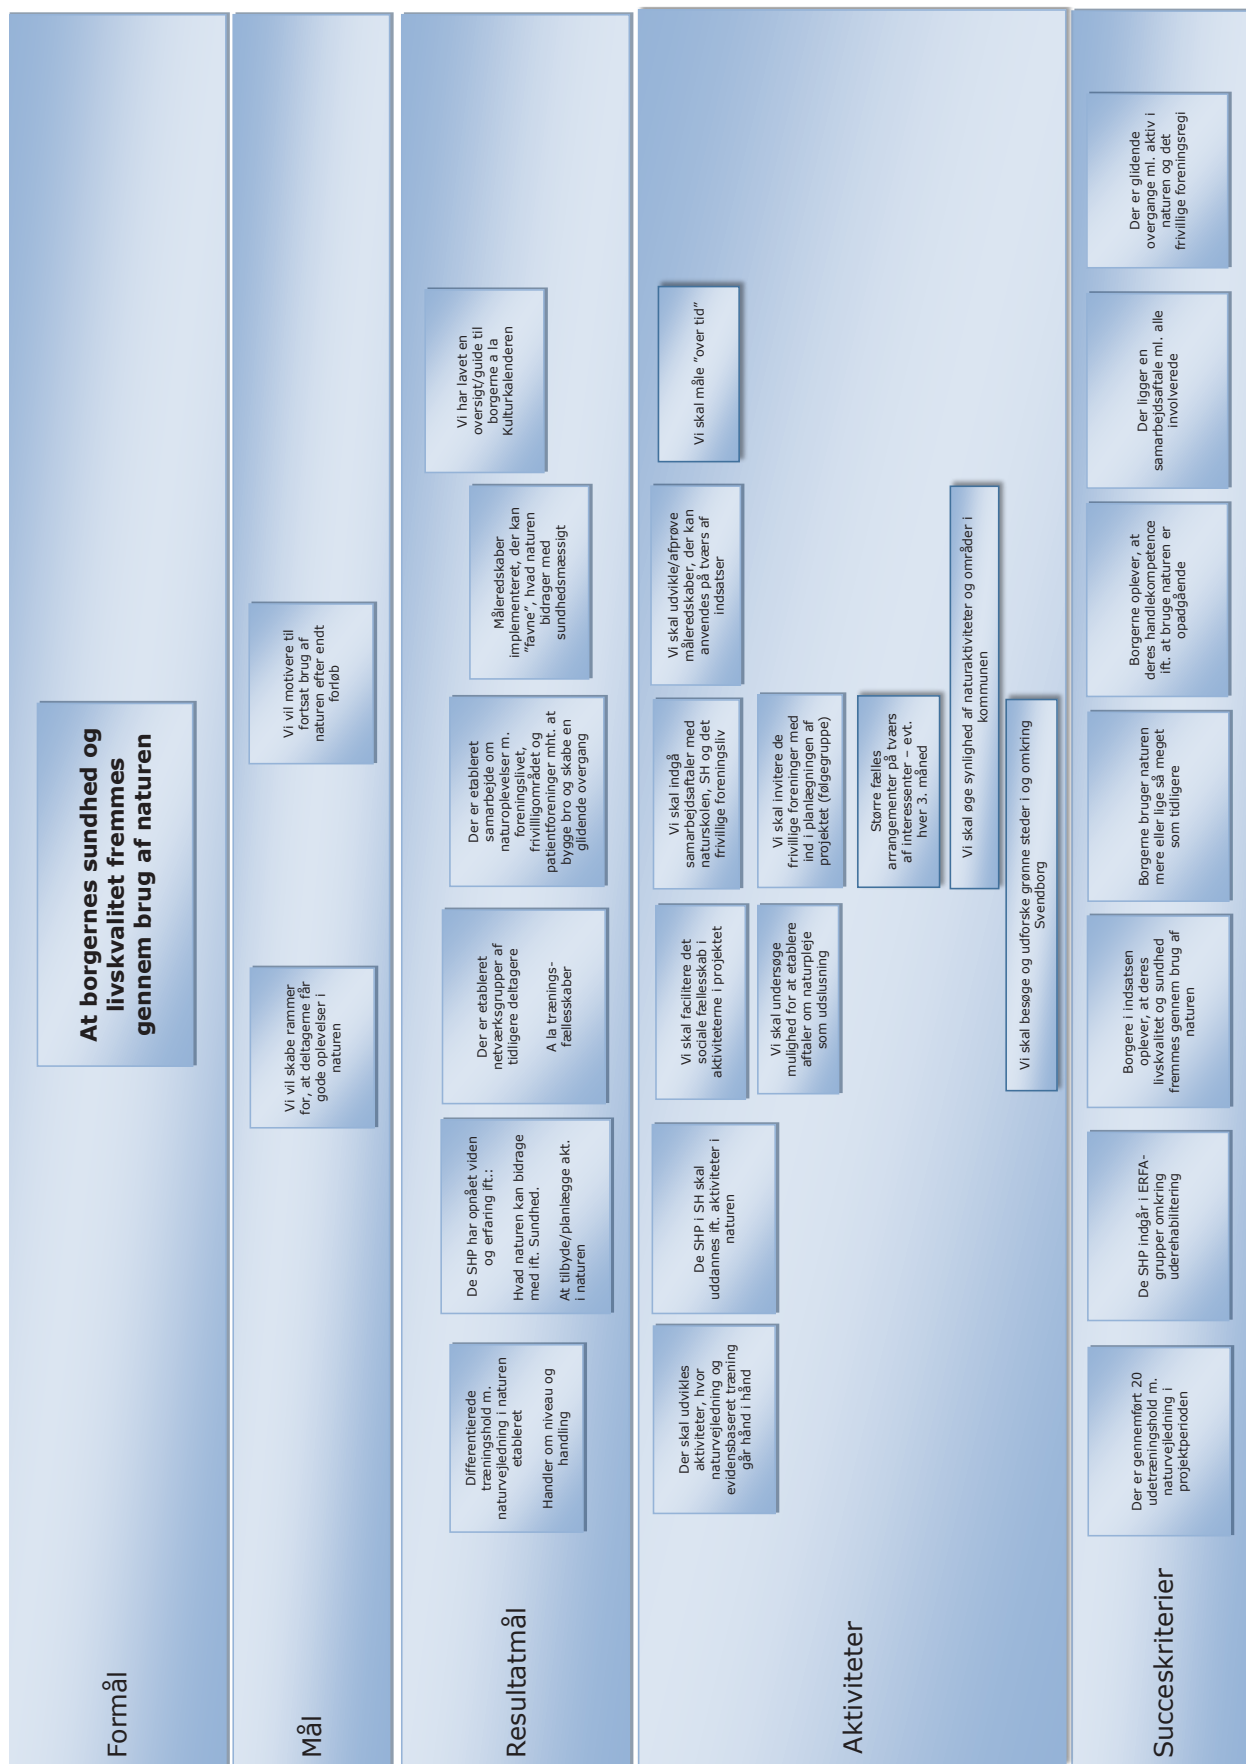 Formål
At borgernes sundhed og
livskvalitet fremmes
gennem brug af naturen
Mål
Vi vil skabe rammer
for, at deltagerne får
gode oplevelser i
naturen
Vi vil motivere til
fortsat brug af
naturen efter endt
forløb
Resultatmål
Differentierede
træningshold m.
naturvejledning i naturen
etableret
Handler om niveau og
handling
De SHP har opnået viden
og erfaring ift.:
Hvad naturen kan bidrage
med ift. Sundhed.
At tilbyde/planlægge akt.
i naturen
Der er etableret
netværksgrupper af
tidligere deltagere
A la trænings-
fællesskaber
Der er etableret
samarbejde om
naturoplevelser m.
foreningslivet,
frivilligområdet og
patientforeninger mht. at
bygge bro og skabe en
glidende overgang
Måleredskaber
implementeret, der kan
”favne”, hvad naturen
bidrager med
sundhedsmæssigt
Vi har lavet en
oversigt/guide til
borgerne a la
Kulturkalenderen
Aktiviteter
Der skal udvikles
aktiviteter, hvor
naturvejledning og
evidensbaseret træning
går hånd i hånd
De SHP i SH skal
uddannes ift. aktiviteter i
naturen
Vi skal facilitere det
sociale fællesskab i
aktiviteterne i projektet
Vi skal undersøge
mulighed for at etablere
aftaler om naturpleje
som udslusning
Vi skal indgå
samarbejdsaftaler med
naturskolen, SH og det
frivillige foreningsliv
Vi skal invitere de
frivillige foreninger med
ind i planlægningen af
projektet (følgegruppe)
Større fælles
arrangementer på tværs
af interessenter – evt.
hver 3. måned
Vi skal udvikle/afprøve
måleredskaber, der kan
anvendes på tværs af
indsatser
Vi skal måle ”over tid”
Vi skal øge synlighed af naturaktiviteter og områder i
kommunen
Vi skal besøge og udforske grønne steder i og omkring
Svendborg
Succeskriterier
Der er gennemført 20
udetræningshold m.
naturvejledning i
projektperioden
De SHP indgår i ERFA-
grupper omkring
uderehabilitering
Borgere i indsatsen
oplever, at deres
livskvalitet og sundhed
fremmes gennem brug af
naturen
Borgerne bruger naturen
mere eller lige så meget
som tidligere
Borgerne oplever, at
deres handlekompetence
ift. at bruge naturen er
opadgående
Der ligger en
samarbejdsaftale ml. alle
involverede
Der er glidende
overgange ml. aktiv i
naturen og det
frivillige foreningsregi